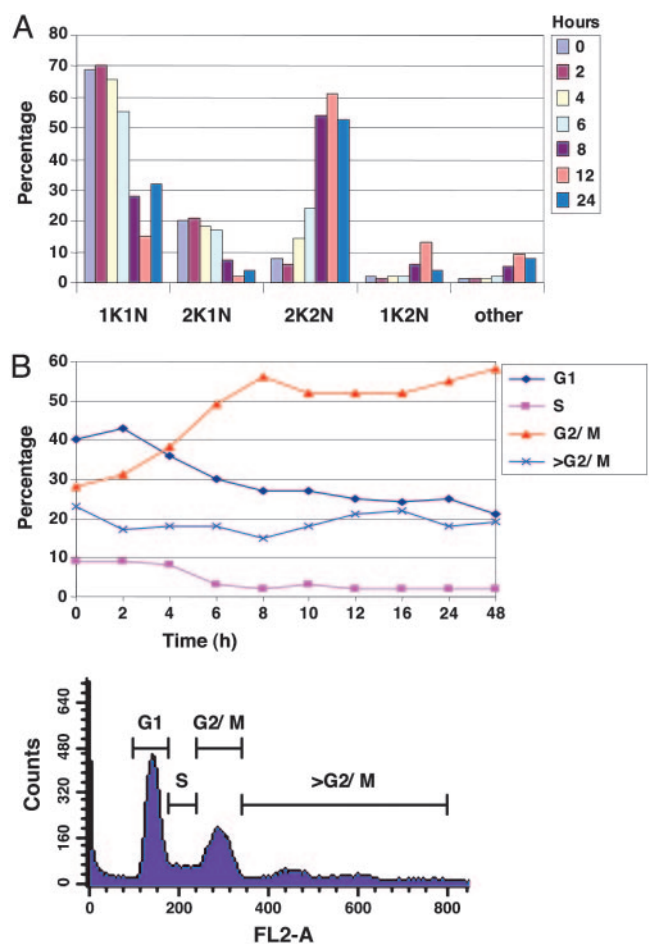 A
Hours
0
2
4
6
8
12
24
Percentage
80
70
60
50
40
30
20
10
0
1K1N 2K1N 2K2N 1K2N other
B
G1
S
G2/ M
>G2/ M
Percentage
60
50
40
30
20
10
0
0 2 4 6 8 10 12 16 24 48
Time (h)
G1 G2/ M
S >G2/ M
Counts
640
480
320
160
0
0 200 400 600 800
FL2-A